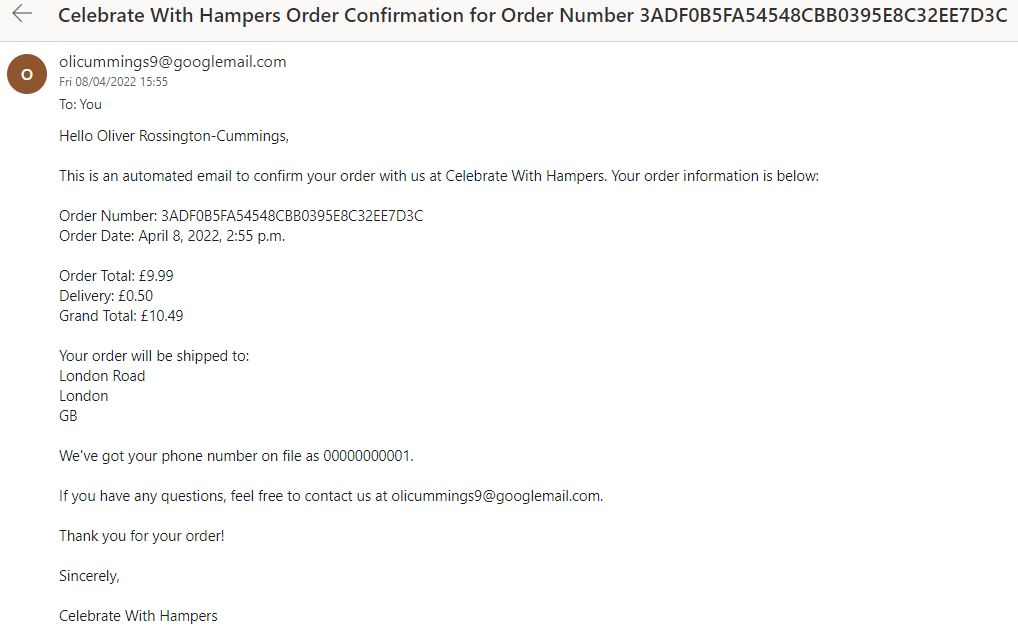 Celebrate With Hampers Order Confirmation for Order Number 3ADF0B5FA54548CBB0395E8C32EE7D3C
O
olicummings9@googlemail.com
Fri 08/04/2022 15:55
To: You
Hello Oliver Rossington-Cummings,
This is an automated email to confirm your order with us at Celebrate With Hampers. Your order information is below:
Order Number: 3ADF0B5FA54548CBB0395E8C32EE7D3C
Order Date: April 8, 2022, 2:55 p.m.
Order Total: £9.99
Delivery: £0.50
Grand Total: £10.49
Your order will be shipped to:
London Road
London
GB
We've got your phone number on file as 00000000001.
If you have any questions, feel free to contact us at olicummings9@googlemail.com.
Thank you for your order!
Sincerely,
Celebrate With Hampers